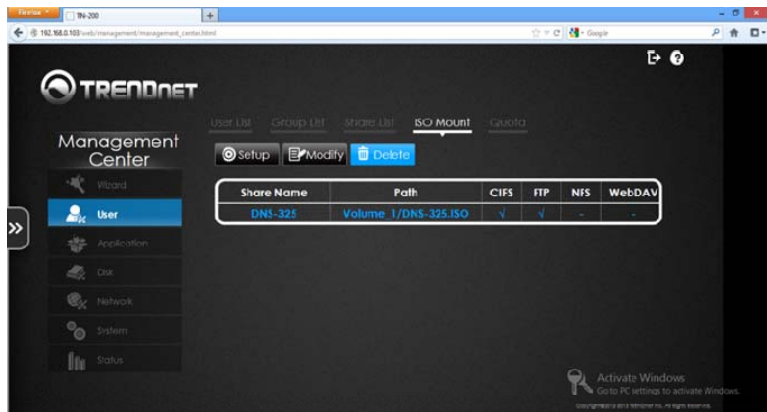 Firefox
TN-200
192.168.0.103/web/management/management_center.html
Google
TRENDNET
User List Group List Share List ISO Mount Quota
Management
Center
Setup Modify Delete
Wizard
User
Application
Disk
Network
System
Status
Share Name Path CIFS FTP NFS WebDAV
DNS-325 Volume_1/DNS-325.ISO √ √ - -
Activate Windows
Go to PC settings to activate Windows.